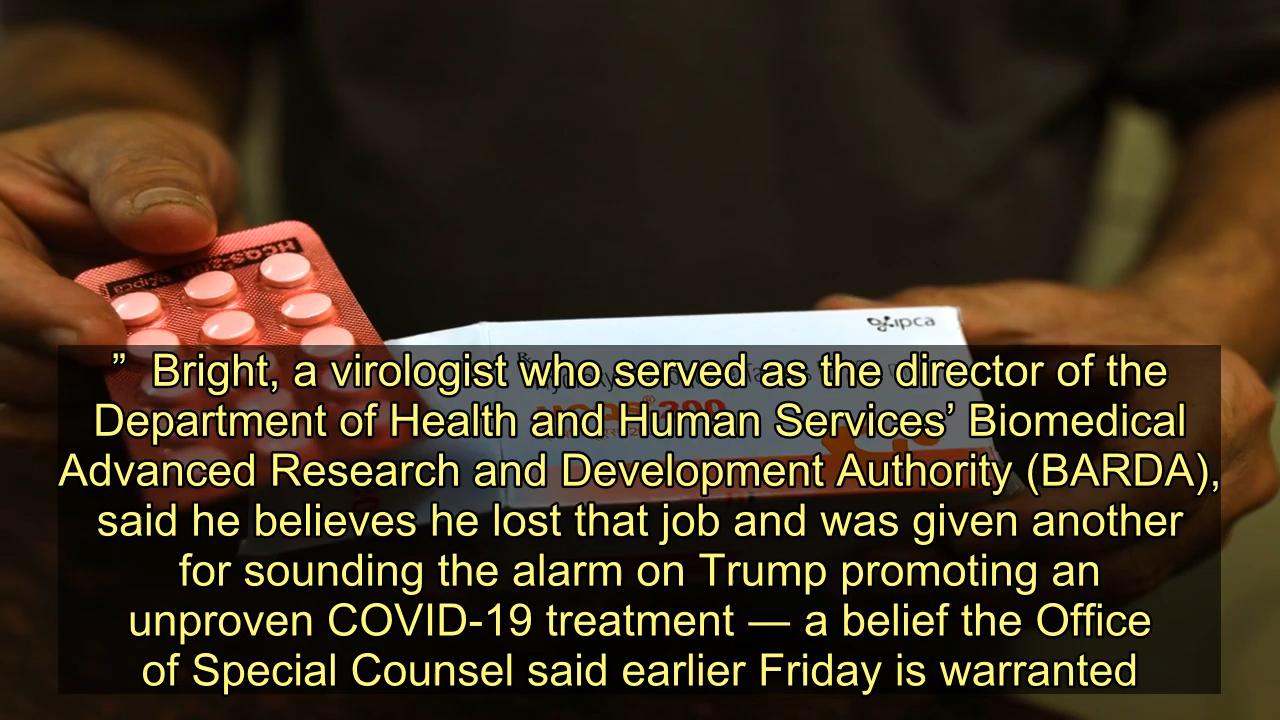 HCQS-200
ipca
ipca
” Bright, a virologist who served as the director of the
Department of Health and Human Services’ Biomedical
Advanced Research and Development Authority (BARDA),
said he believes he lost that job and was given another
for sounding the alarm on Trump promoting an
unproven COVID-19 treatment — a belief the Office
of Special Counsel said earlier Friday is warranted